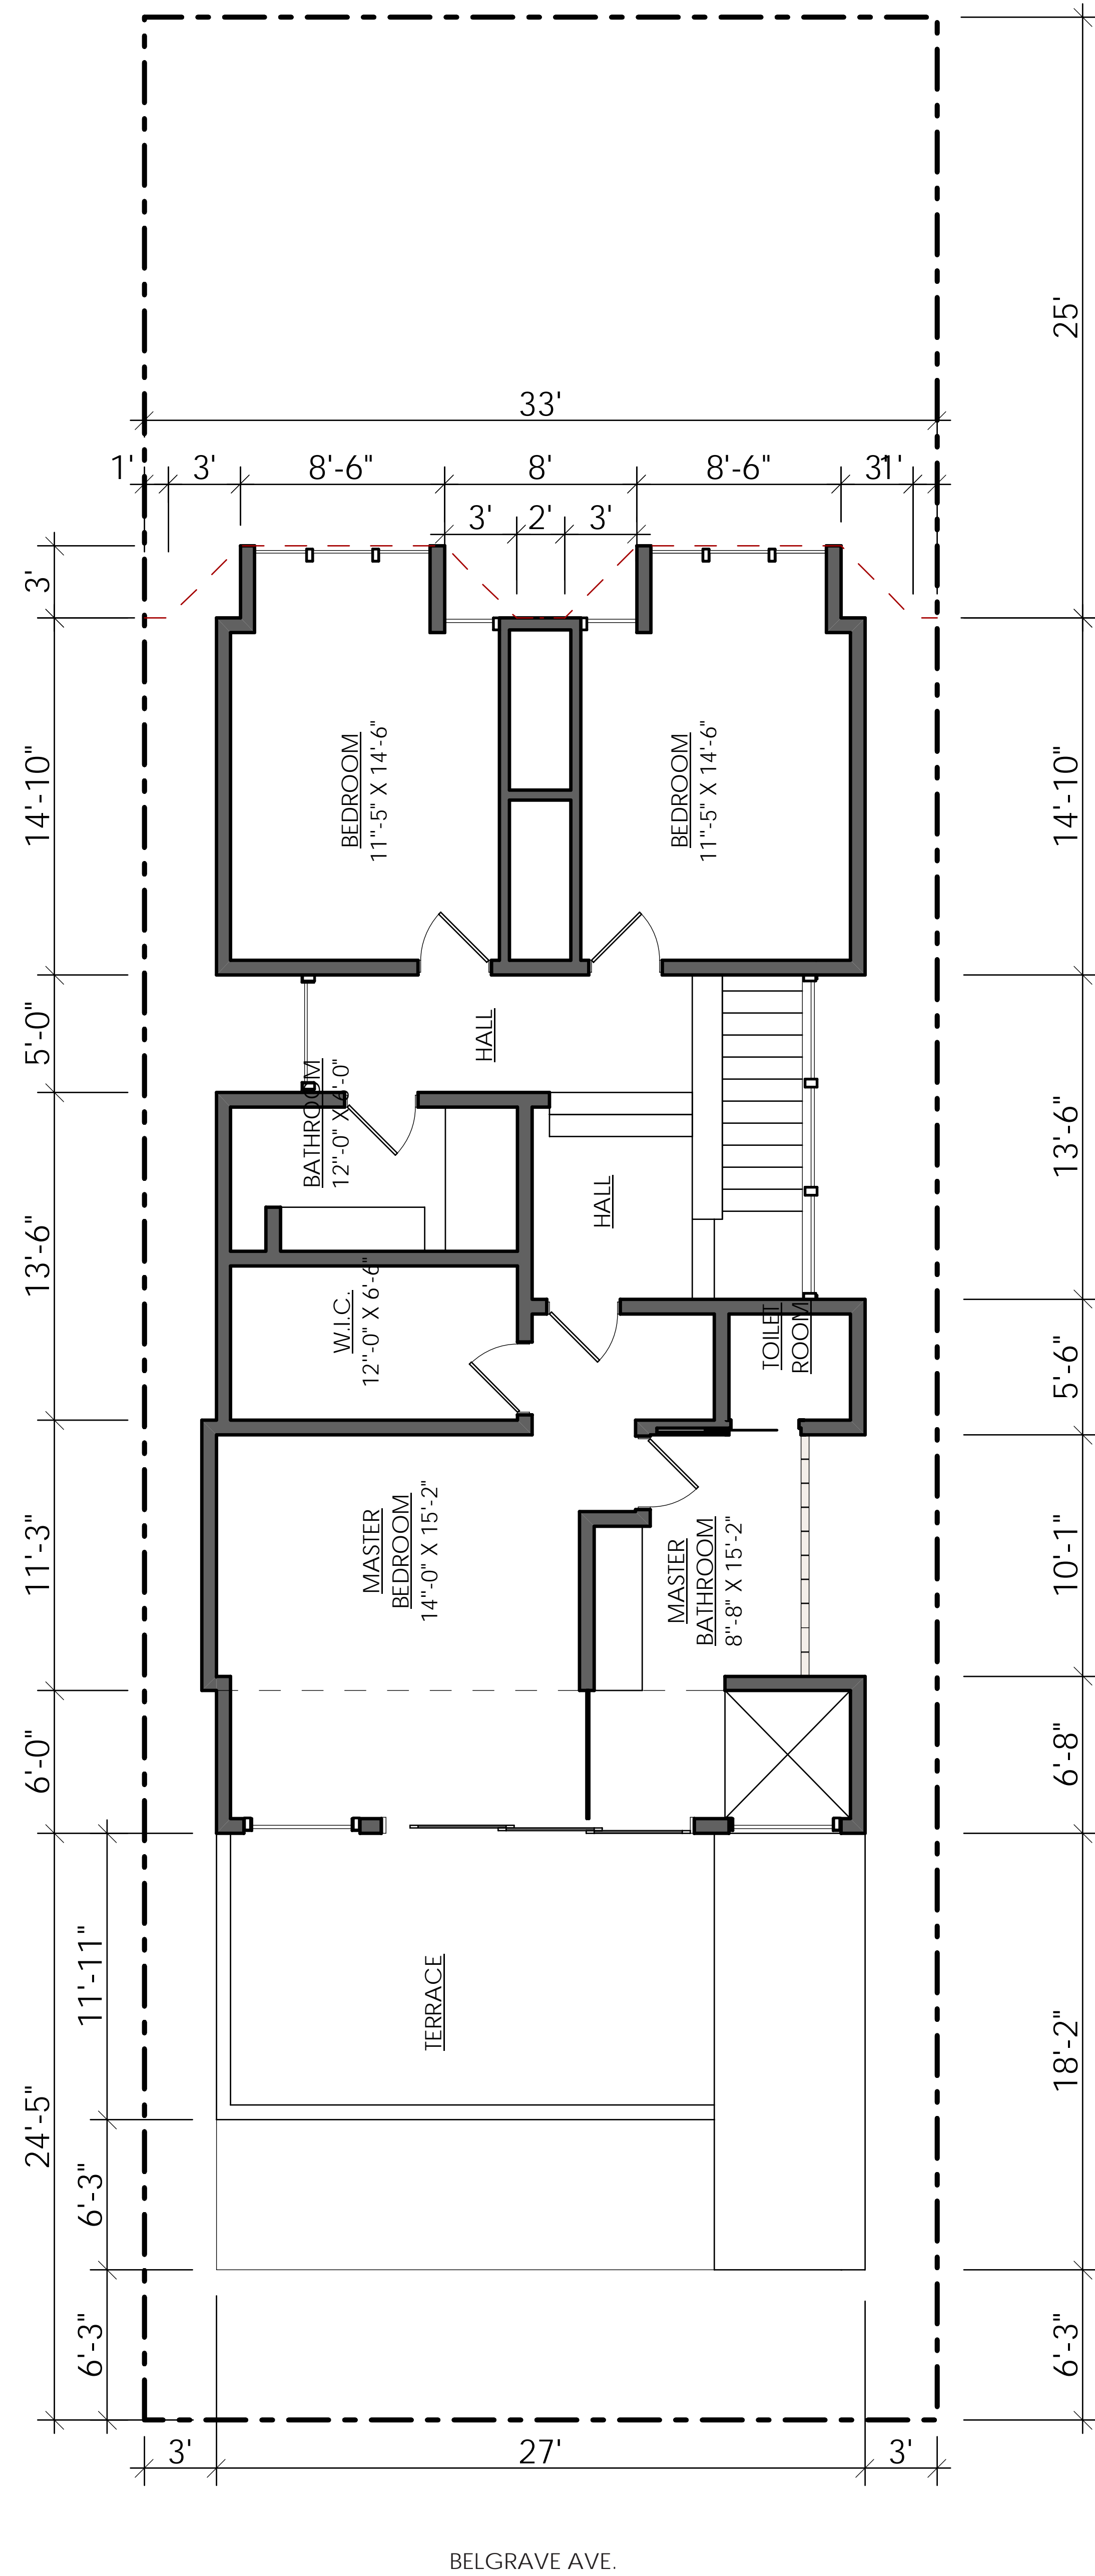 25'
33'
1'
3'
8'-6"
8'
8'-6"
3'
1'
3'
2'
3'
3'
14'-10"
BEDROOM
11"-5" X 14'-6"
BEDROOM
11"-5" X 14'-6"
14'-10"
5'-0"
HALL
BATHROOM
12"-0" X 6'-0"
13'-6"
HALL
13'-6"
W.I.C.
12"-0" X 6'-6"
TOILET
ROOM
5'-6"
11'-3"
MASTER
BEDROOM
14"-0" X 15'-2"
MASTER
BATHROOM
8"-8" X 15'-2"
10'-1"
6'-0"
6'-8"
11'-11"
TERRACE
24'-5"
18'-2"
6'-3"
6'-3"
6'-3"
3'
27'
3'
BELGRAVE AVE.